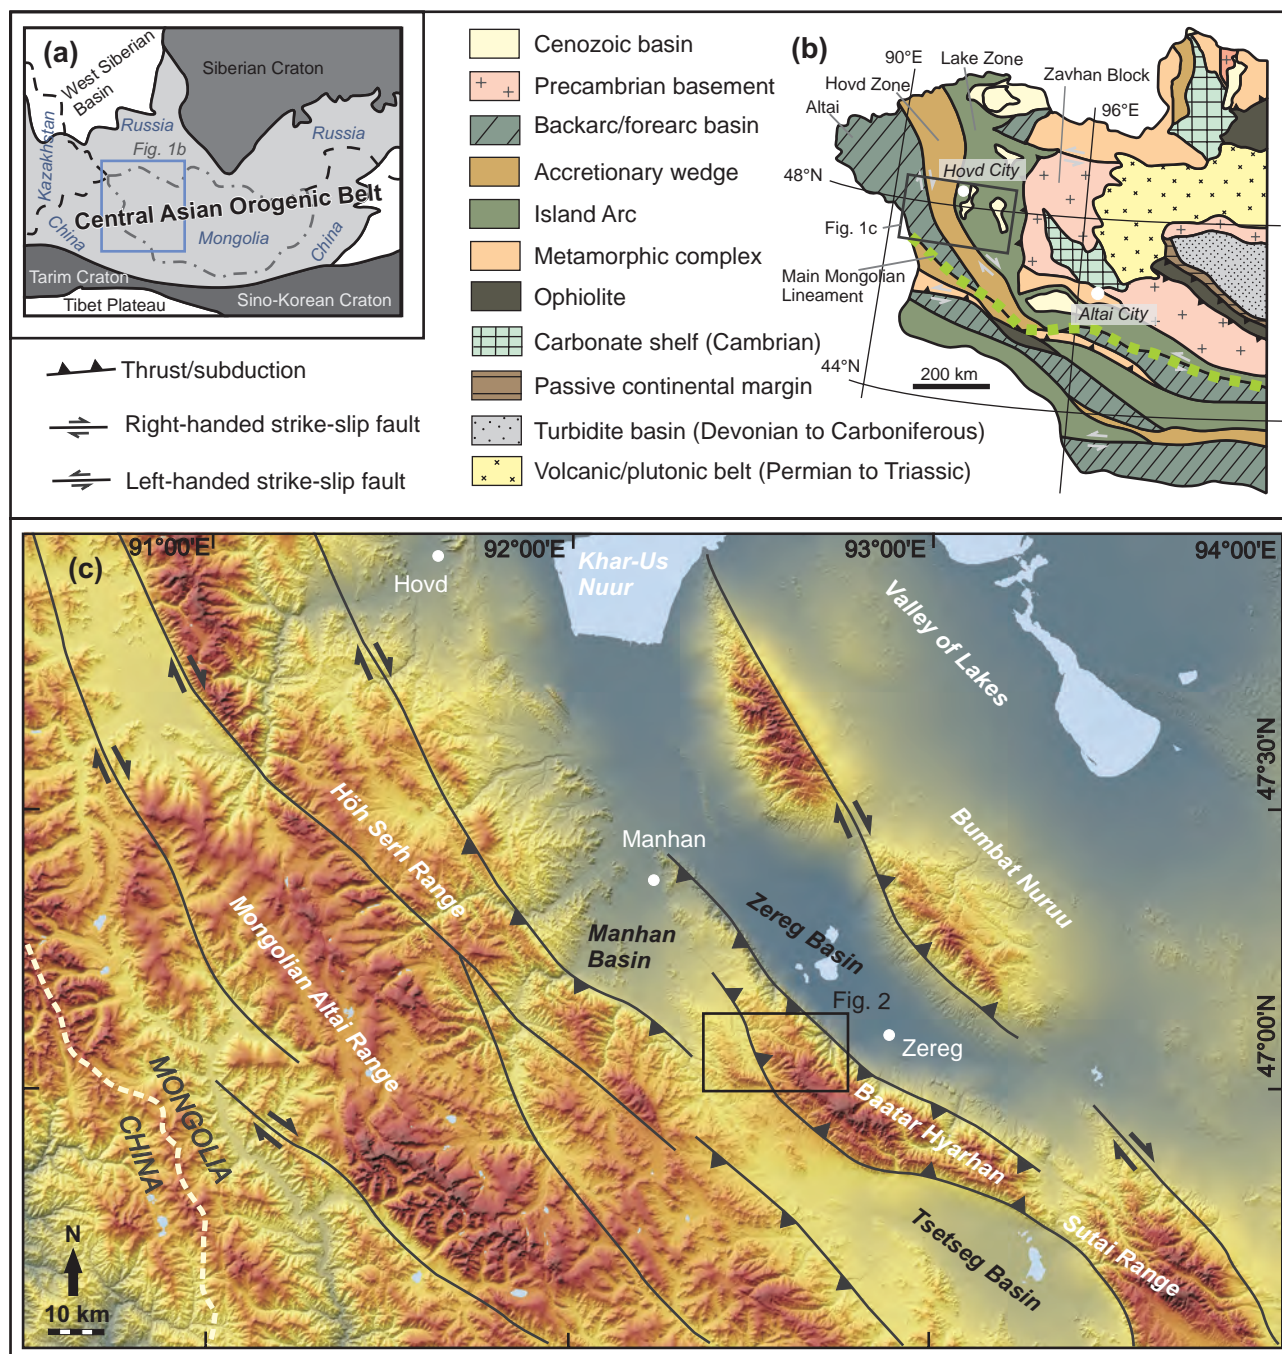 (a)
West Siberian
Basin
Siberian Craton
Russia
Russia
Kazakhstan
Fig. 1b
Central Asian Orogenic Belt
China
Mongolia
China
Tarim Craton
Tibet Plateau
Sino-Korean Craton
Thrust/subduction
Right-handed strike-slip fault
Left-handed strike-slip fault
Cenozoic basin
Precambrian basement
Backarc/forearc basin
Accretionary wedge
Island Arc
Metamorphic complex
Ophiolite
Carbonate shelf (Cambrian)
Passive continental margin
Turbidite basin (Devonian to Carboniferous)
Volcanic/plutonic belt (Permian to Triassic)
(b)
90°E
Lake Zone
Hovd Zone
Zavhan Block
Altai
96°E
48°N
Hovd City
Fig. 1c
Main Mongolian
Lineament
Altai City
44°N
200 km
91°00'E
92°00'E
93°00'E
94°00'E
(c)
Hovd
Khar-Us
Nuur
Valley of Lakes
47°30'N
Höh Serh Range
Manhan
Bumbat Nuruu
Zereg Basin
Manhan
Basin
Mongolian Altai Range
Fig. 2
Zereg
47°00'N
Baatar Hyarhan
MONGOLIA
CHINA
Tsetseg Basin
Sutai Range
N
10 km